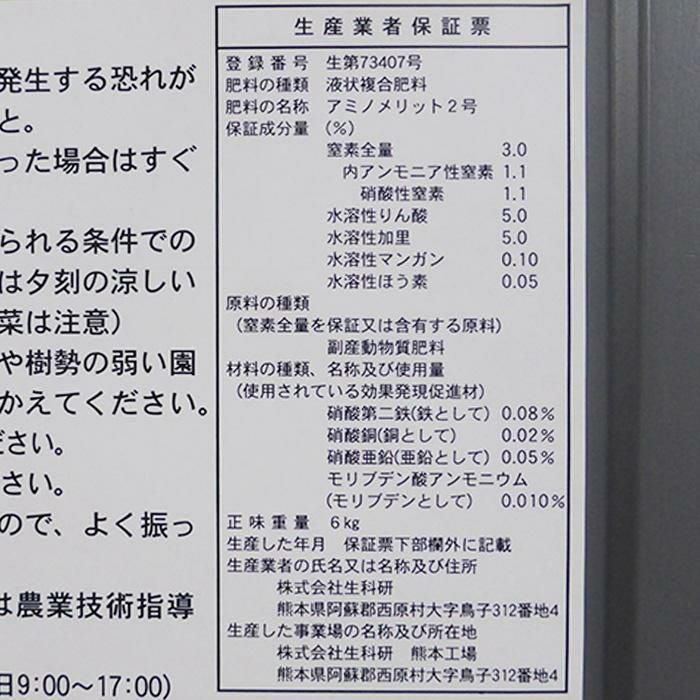 発生する恐れが
と。
った場合はすぐ
られる条件での
は夕刻の涼しい
菜は注意）
や樹勢の弱い園
かえてください。
ださい。
さい。
ので、よく振っ
は農業技術指導
日9:00〜17:00)
生産業者保証票
登録番号 生第73407号
肥料の種類 液状複合肥料
肥料の名称 アミノメリット２号
保証成分量 （%）
窒素全量 3.0
内アンモニア性窒素 1.1
硝酸性窒素 1.1
水溶性りん酸 5.0
水溶性加里 5.0
水溶性マンガン 0.10
水溶性ほう素 0.05
原料の種類
（窒素全量を保証又は含有する原料）
副産動物質肥料
材料の種類、名称及び使用量
（使用されている効果発現促進材）
硝酸第二鉄(鉄として) 0.08%
硝酸銅(銅として) 0.02%
硝酸亜鉛(亜鉛として) 0.05%
モリブデン酸アンモニウム
(モリブデンとして) 0.010%
正味重量 6kg
生産した年月 保証票下部欄外に記載
生産業者の氏名又は名称及び住所
株式会社生科研
熊本県阿蘇郡西原村大字鳥子312番地4
生産した事業場の名称及び所在地
株式会社生科研 熊本工場
熊本県阿蘇郡西原村大字鳥子312番地4